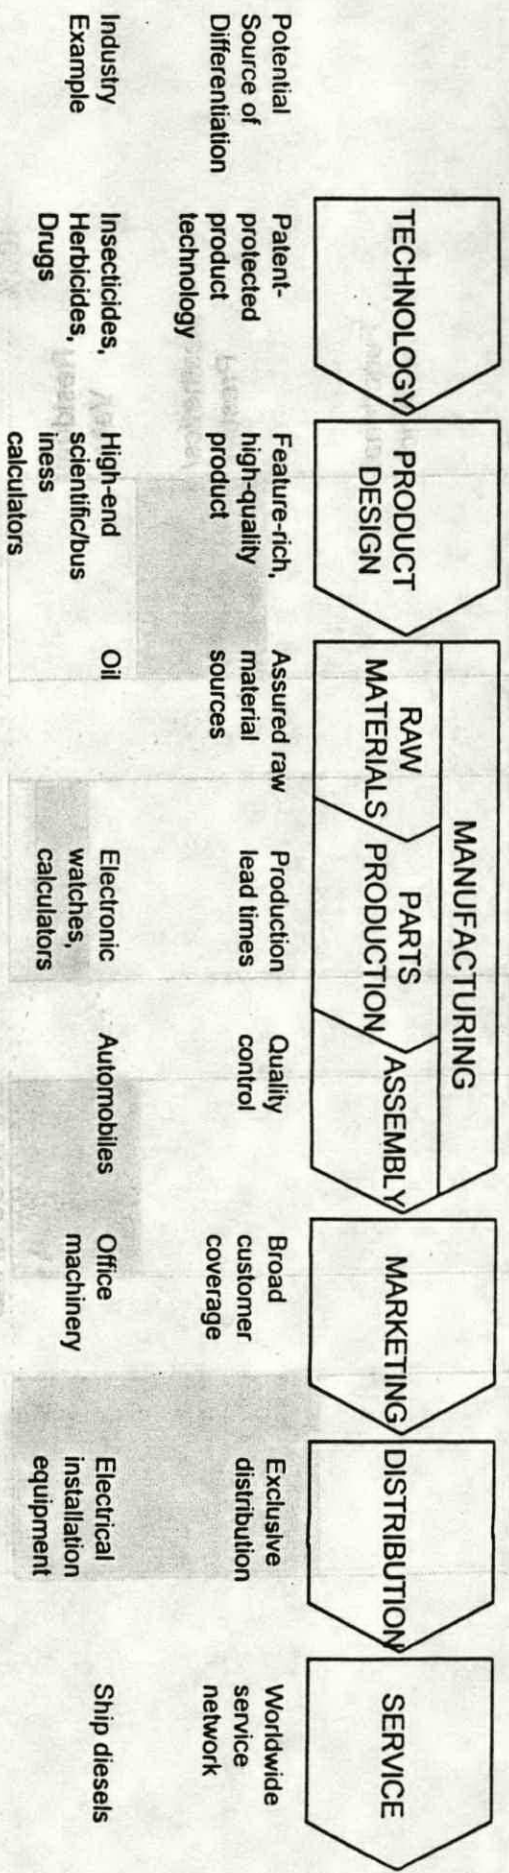 TECHNOLOGY
PRODUCT
DESIGN
MANUFACTURING
RAW
MATERIALS
PARTS
PRODUCTION
ASSEMBLY
MARKETING
DISTRIBUTION
SERVICE
Potential
Source of
Differentiation
Patent-
protected
product
technology
Feature-rich,
high-quality
product
Assured raw
material
sources
Production
lead times
Quality
control
Broad
customer
coverage
Exclusive
distribution
Worldwide
service
network
Industry
Example
Insecticides,
Herbicides,
Drugs
High-end
scientific/bus
iness
calculators
Oil
Electronic
watches,
calculators
Automobiles
Office
machinery
Electrical
installation
equipment
Ship diesels